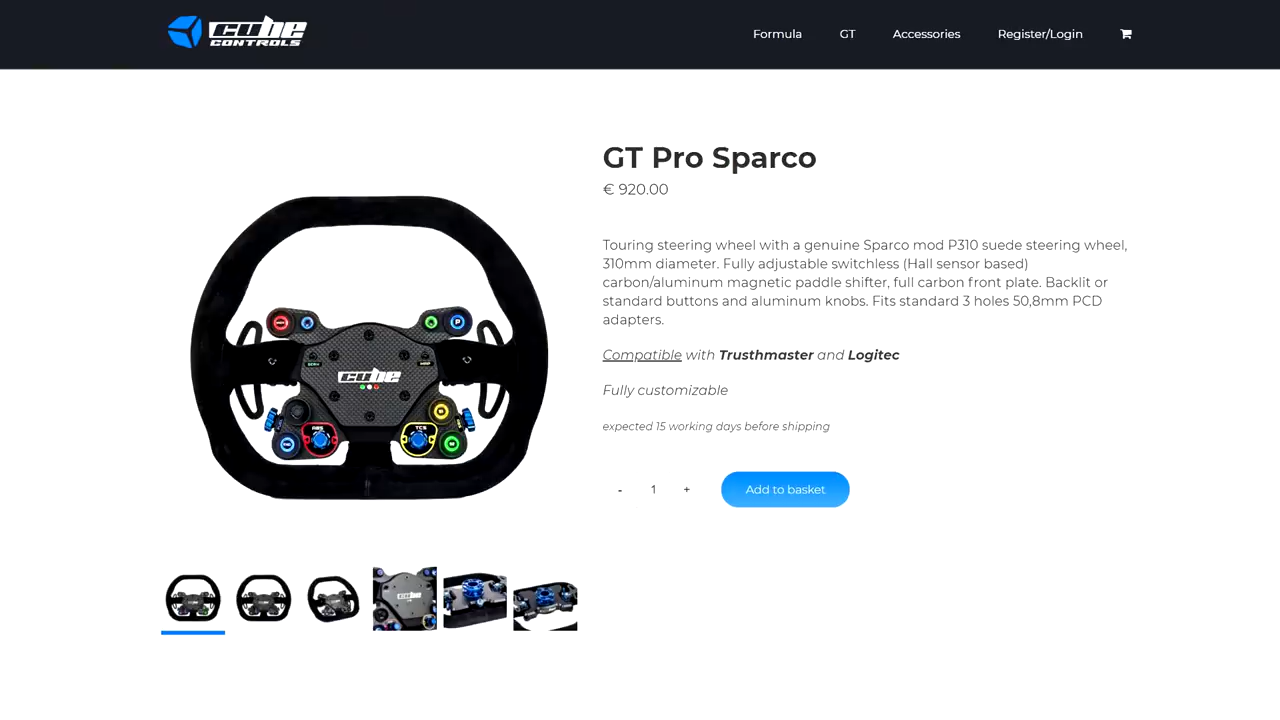 cube
CONTROLS
Formula
GT
Accessories
Register/Login
GT Pro Sparco
€ 920.00
Touring steering wheel with a genuine Sparco mod P310 suede steering wheel,
310mm diameter. Fully adjustable switchless (Hall sensor based)
carbon/aluminum magnetic paddle shifter, full carbon front plate. Backlit or
standard buttons and aluminum knobs. Fits standard 3 holes 50,8mm PCD
adapters.
Compatible with Trusthmaster and Logitec
Fully customizable
expected 15 working days before shipping
- 1 +
Add to basket
P
cube
ABS
TCS